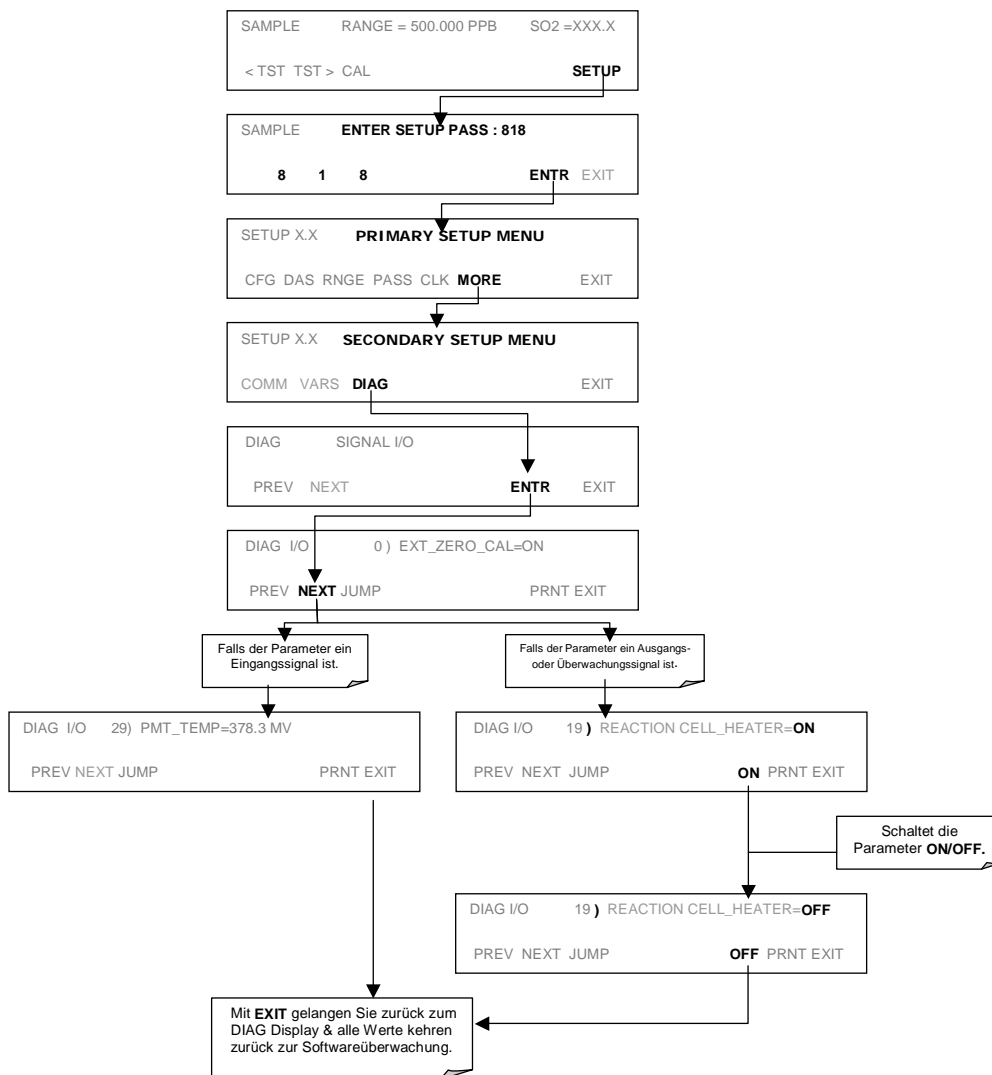 SAMPLE RANGE = 500.000 PPB SO2 =XXX.X
< TST TST > CAL SETUP
SAMPLE ENTER SETUP PASS : 818
8 1 8 ENTR EXIT
SETUP X.X PRIMARY SETUP MENU
CFG DAS RNGE PASS CLK MORE EXIT
SETUP X.X SECONDARY SETUP MENU
COMM VARS DIAG EXIT
DIAG SIGNAL I/O
PREV NEXT ENTR EXIT
DIAG I/O 0 ) EXT_ZERO_CAL=ON
PREV NEXT JUMP PRNT EXIT
Falls der Parameter ein
Eingangssignal ist.
Falls der Parameter ein Ausgangs-
oder Überwachungssignal ist.
DIAG I/O 29) PMT_TEMP=378.3 MV
PREV NEXT JUMP PRNT EXIT
DIAG I/O 19 ) REACTION CELL_HEATER=ON
PREV NEXT JUMP ON PRNT EXIT
Schaltet die
Parameter ON/OFF.
DIAG I/O 19 ) REACTION CELL_HEATER=OFF
PREV NEXT JUMP OFF PRNT EXIT
Mit EXIT gelangen Sie zurück zum
DIAG Display & alle Werte kehren
zurück zur Softwareüberwachung.